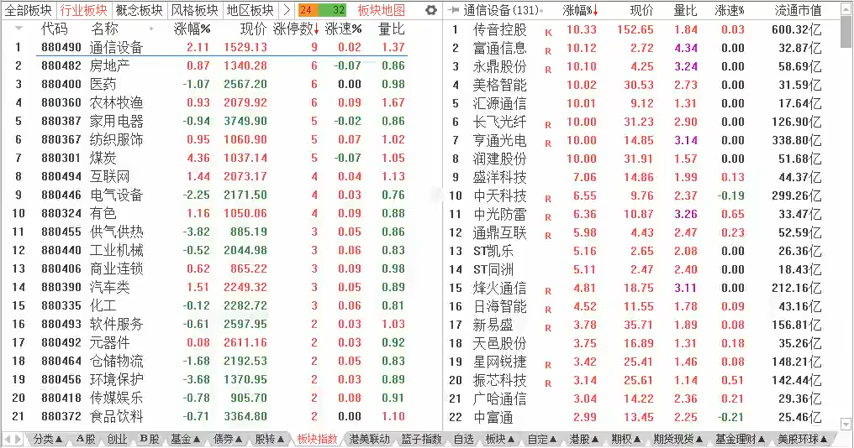 全部板块 行业板块 概念板块 风格板块 地区板块 24 32 板块地图
代码 名称 涨幅% 现价 涨停数↓ 涨速% 量比
1 880490 通信设备 2.11 1529.13 9 0.02 1.37
2 880482 房地产 0.87 1340.28 6 -0.07 0.86
3 880400 医药 -1.07 2567.20 6 0.00 0.98
4 880360 农林牧渔 0.93 2079.92 6 0.09 1.67
5 880387 家用电器 -0.94 3749.90 5 -0.02 0.86
6 880367 纺织服饰 0.95 1060.90 5 0.07 1.02
7 880301 煤炭 4.36 1037.14 5 -0.07 1.05
8 880494 互联网 1.44 2073.17 4 0.04 1.13
9 880446 电气设备 -2.25 2171.50 4 0.03 0.76
10 880324 有色 1.16 1050.06 4 0.09 0.88
11 880455 供气供热 -3.82 885.19 3 0.05 0.86
12 880440 工业机械 -0.52 2044.98 3 0.06 0.83
13 880406 商业连锁 0.62 865.22 3 0.09 0.98
14 880390 汽车类 1.51 2249.32 3 0.05 0.89
15 880335 化工 -0.12 2282.72 3 0.06 0.81
16 880493 软件服务 -0.61 2597.95 2 0.03 1.03
17 880492 元器件 0.08 2611.16 2 0.03 0.92
18 880464 仓储物流 -1.68 2192.53 2 0.05 0.83
19 880456 环境保护 -3.68 1370.95 2 0.03 0.89
20 880418 传媒娱乐 -0.78 905.70 2 0.08 0.91
21 880372 食品饮料 -0.71 3364.80 2 0.00 1.10
通信设备(131) 涨幅%↓ 现价 量比 涨速% 流通市值
1 传音控股 R 10.33 152.65 1.84 0.03 600.32亿
2 富通信息 R 10.12 2.72 4.34 0.00 32.87亿
3 永鼎股份 R 10.10 4.25 3.24 0.00 58.69亿
4 美格智能 10.02 30.53 2.73 0.00 31.59亿
5 汇源通信 10.01 9.12 1.31 0.00 17.64亿
6 长飞光纤 R 10.00 31.23 2.90 0.00 126.90亿
7 亨通光电 R 10.00 14.85 3.14 0.00 338.80亿
8 润建股份 10.00 31.91 1.57 0.00 51.68亿
9 盛洋科技 7.06 14.86 1.99 0.13 44.37亿
10 中天科技 R 6.55 9.76 2.37 -0.19 299.26亿
11 中光防雷 R 6.36 10.87 3.26 0.65 33.47亿
12 通鼎互联 R 5.98 4.43 2.47 0.23 52.59亿
13 ST凯乐 5.16 2.65 2.08 0.00 26.36亿
14 ST同洲 5.11 2.47 2.40 0.00 18.43亿
15 烽火通信 R 4.81 18.75 3.11 0.00 212.16亿
16 日海智能 R 4.52 11.55 1.78 0.09 43.16亿
17 新易盛 R 3.78 35.71 1.89 0.08 156.81亿
18 天邑股份 3.75 16.89 1.31 0.18 35.26亿
19 星网锐捷 R 3.42 25.41 1.46 0.08 148.21亿
20 振芯科技 R 3.14 25.61 1.14 0.51 142.44亿
21 广哈通信 3.04 14.22 2.36 0.21 29.36亿
22 中富通 2.99 13.45 2.25 -0.21 25.46亿
分类▲ A股 创业 B股 基金▲ 债券▲ 股转▲ 板块指数 港美联动 篮子指数 自选 板块▲ 自定▲ 港股▲ 期权▲ 期货现货▲ 基金理财▲ 美股环球▲